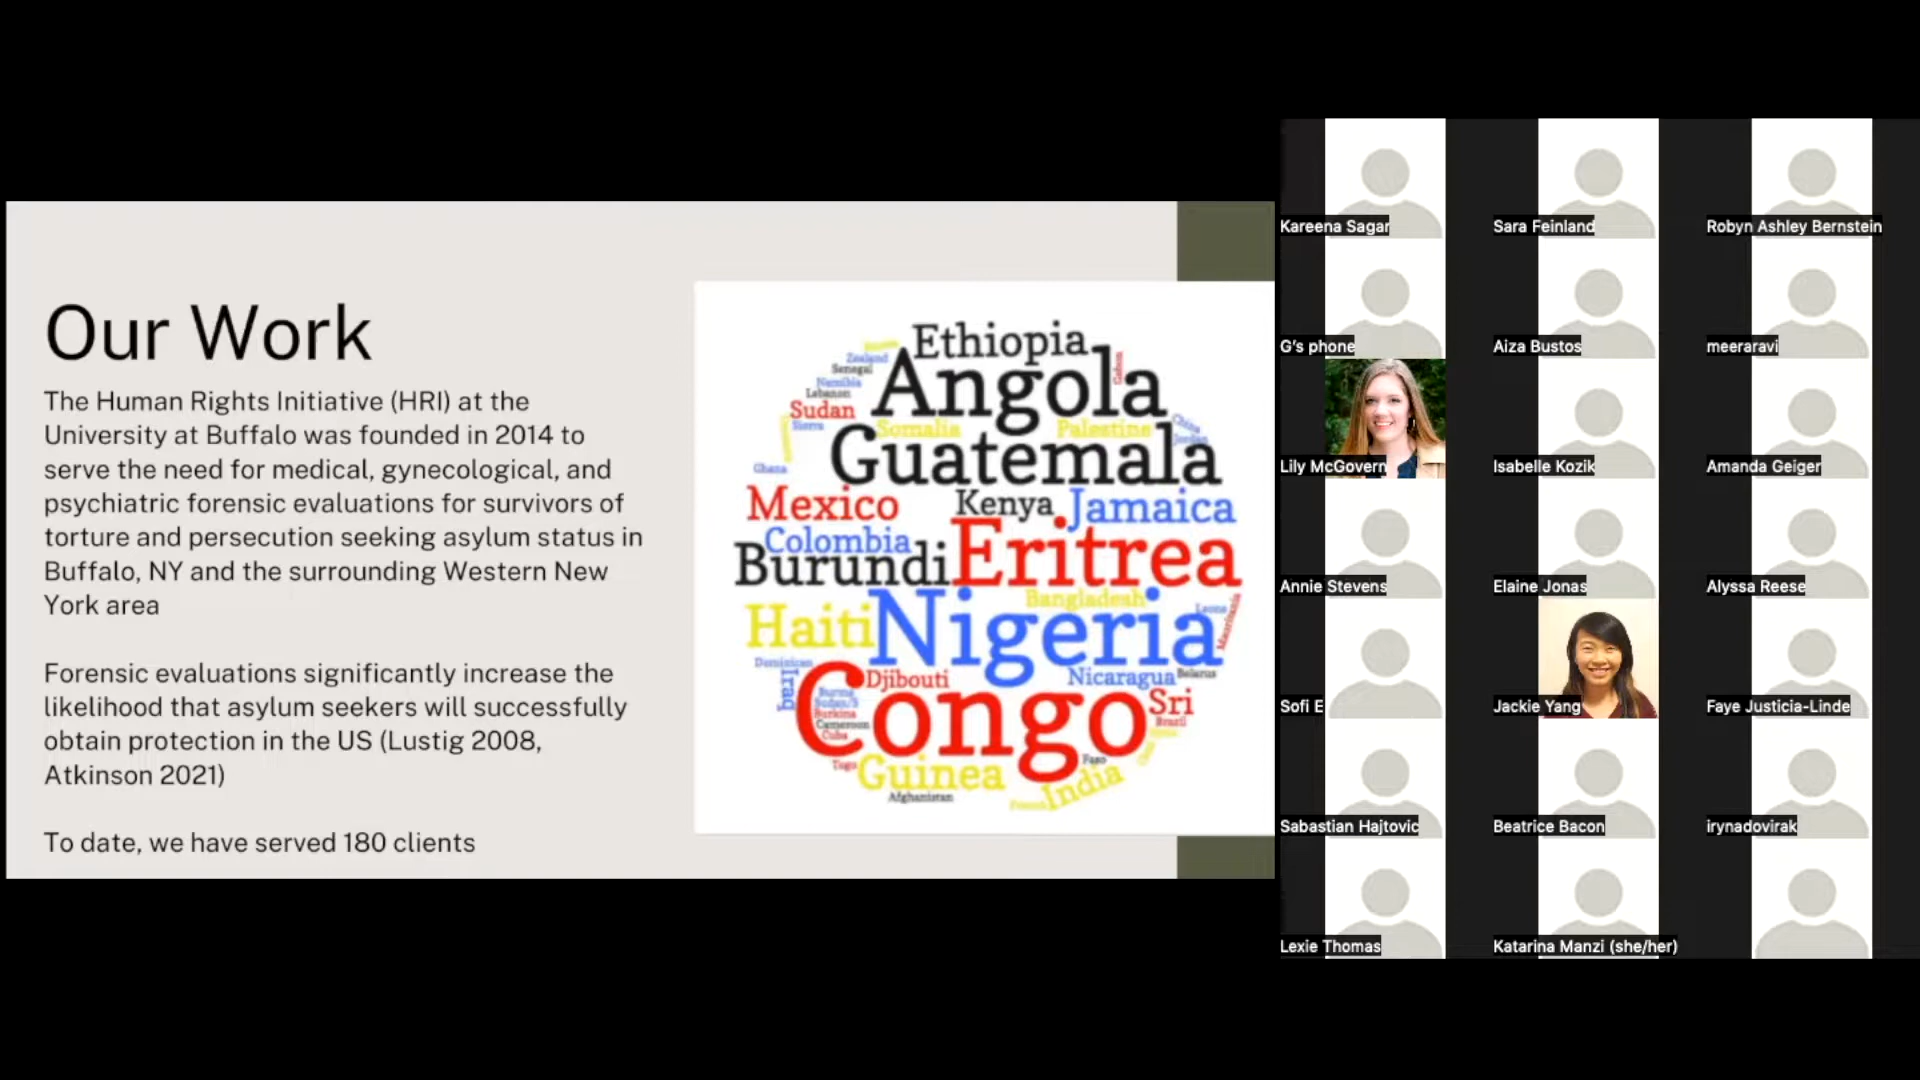 Our Work
The Human Rights Initiative (HRI) at the
University at Buffalo was founded in 2014 to
serve the need for medical, gynecological, and
psychiatric forensic evaluations for survivors of
torture and persecution seeking asylum status in
Buffalo, NY and the surrounding Western New
York area
Forensic evaluations significantly increase the
likelihood that asylum seekers will successfully
obtain protection in the US (Lustig 2008,
Atkinson 2021)
To date, we have served 180 clients
Ethiopia
Zealand
Senegal
Angola
Gabon
Namibia
Lebanon
Sudan
Sierra
Somalia
Palestine
China
Jordan
Guatemala
Ghana
Mexico
Kenya
Jamaica
Colombia
Burundi
Eritrea
Bangladesh
Leone
Mauritania
Haiti
Nigeria
Dominican
Iraq
Djibouti
Nicaragua
Belarus
Burma
Burkina
Cameroon
Cuba
Congo
Sri
Brazil
Togo
Guinea
Faso
India
Afghanistan
Kareena Sagar
Sara Feinland
Robyn Ashley Bernstein
G's phone
Aiza Bustos
meeraravi
Lily McGovern
Isabelle Kozik
Amanda Geiger
Annie Stevens
Elaine Jonas
Alyssa Reese
Sofi E
Jackie Yang
Faye Justicia-Linde
Sabastian Hajtovic
Beatrice Bacon
irynadovirak
Lexie Thomas
Katarina Manzi (she/her)